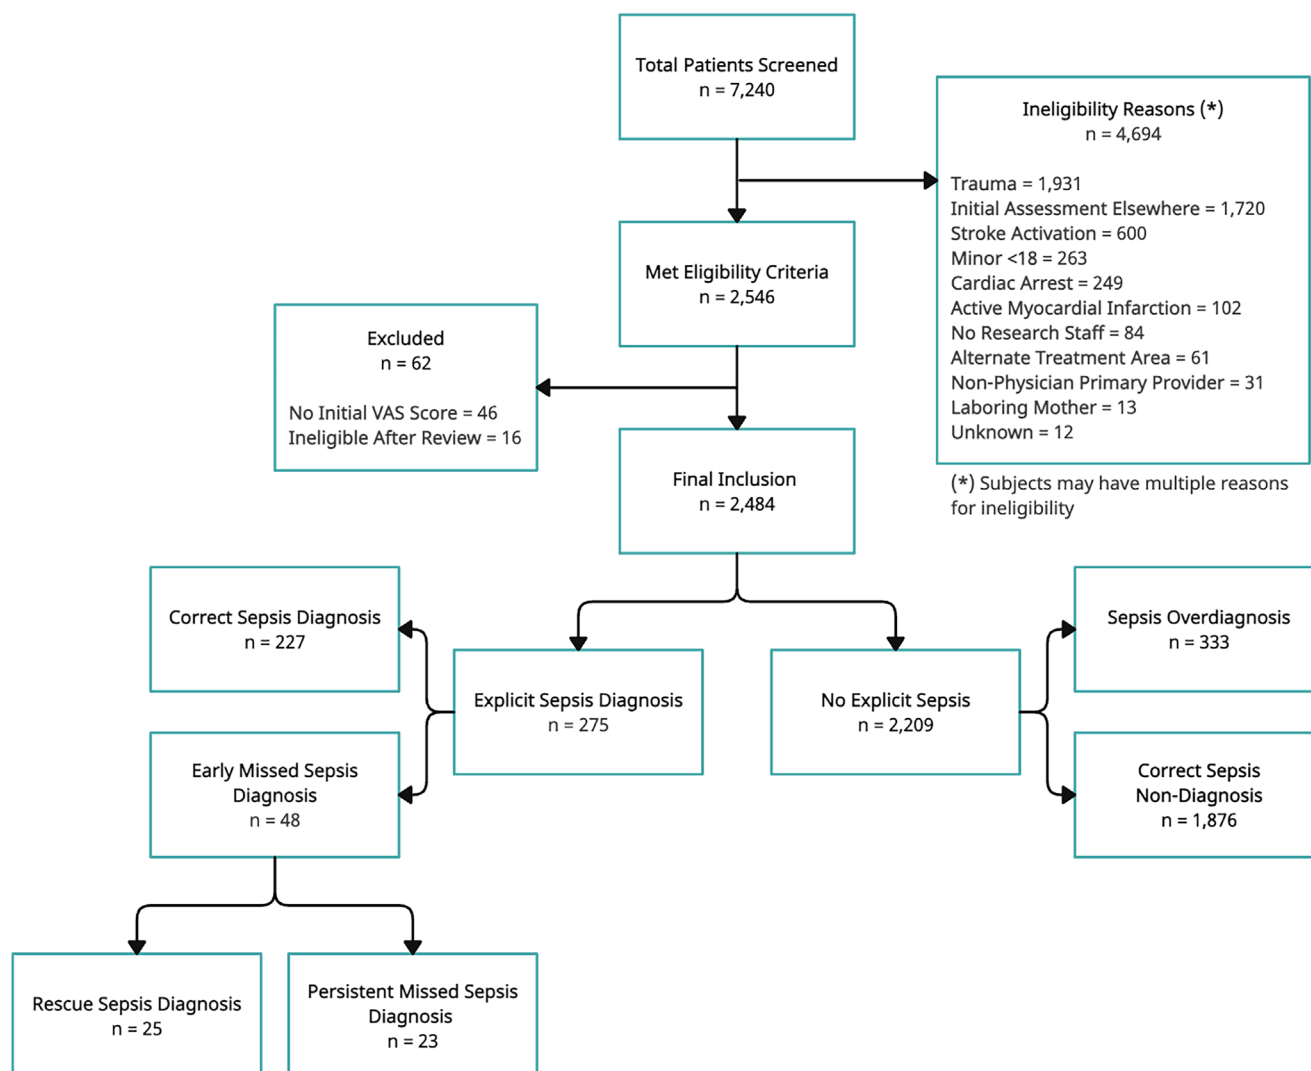 Total Patients Screened
n = 7,240
Ineligibility Reasons (*)
n = 4,694
Trauma = 1,931
Initial Assessment Elsewhere = 1,720
Stroke Activation = 600
Minor <18 = 263
Cardiac Arrest = 249
Active Myocardial Infarction = 102
No Research Staff = 84
Alternate Treatment Area = 61
Non-Physician Primary Provider = 31
Laboring Mother = 13
Unknown = 12
(*) Subjects may have multiple reasons
for ineligibility
Met Eligibility Criteria
n = 2,546
Excluded
n = 62
No Initial VAS Score = 46
Ineligible After Review = 16
Final Inclusion
n = 2,484
Correct Sepsis Diagnosis
n = 227
Explicit Sepsis Diagnosis
n = 275
No Explicit Sepsis
n = 2,209
Sepsis Overdiagnosis
n = 333
Early Missed Sepsis
Diagnosis
n = 48
Correct Sepsis
Non-Diagnosis
n = 1,876
Rescue Sepsis Diagnosis
n = 25
Persistent Missed Sepsis
Diagnosis
n = 23